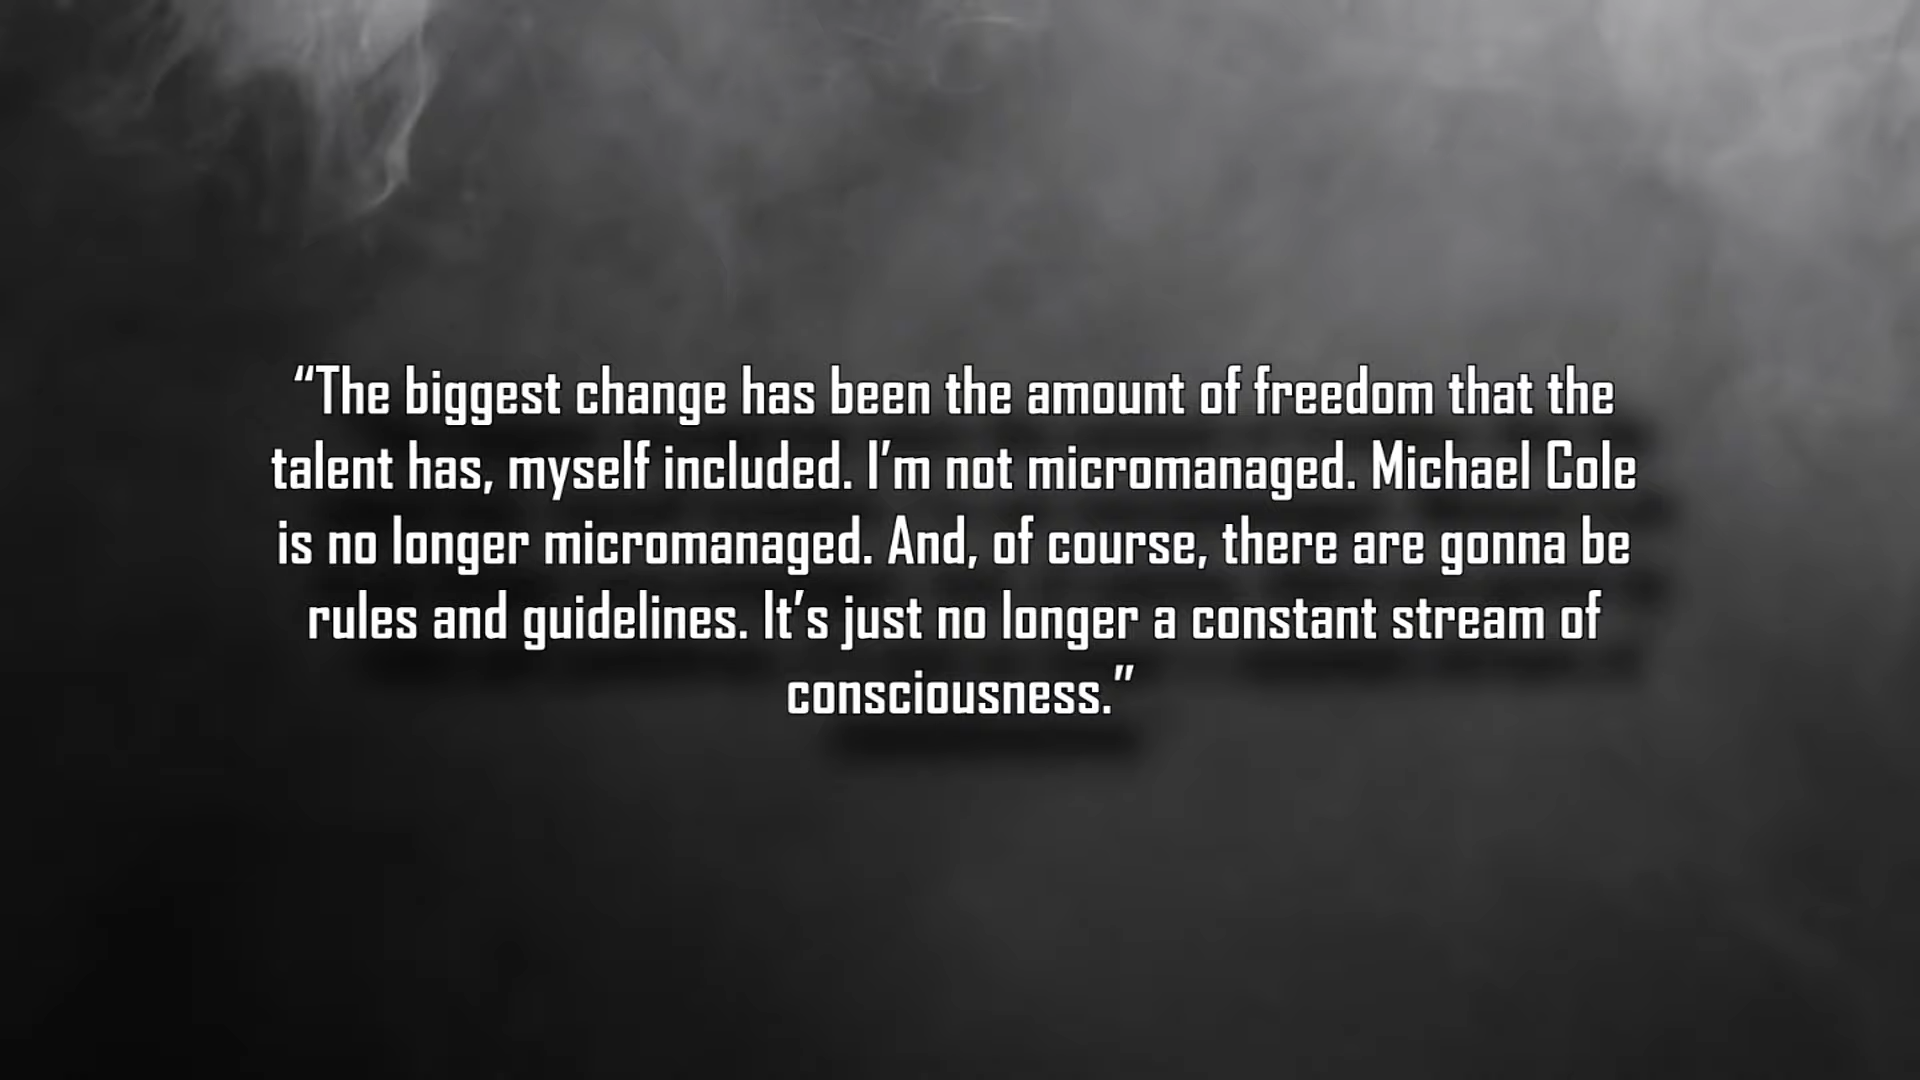 “The biggest change has been the amount of freedom that the
talent has, myself included. I’m not micromanaged. Michael Cole
is no longer micromanaged. And, of course, there are gonna be
rules and guidelines. It’s just no longer a constant stream of
consciousness.”